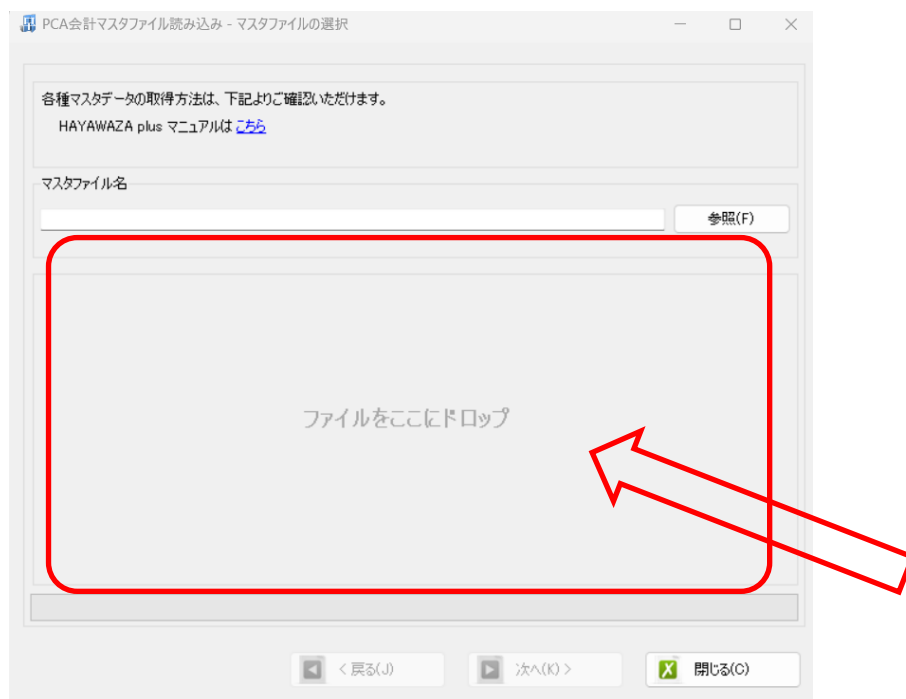 PCA会計マスタファイル読み込み - マスタファイルの選択
各種マスタデータの取得方法は、下記よりご確認いただけます。
HAYAWAZA plus マニュアルは こちら
マスタファイル名
参照(F)
ファイルをここにドロップ
< 戻る(J)
次へ(K) >
閉じる(C)